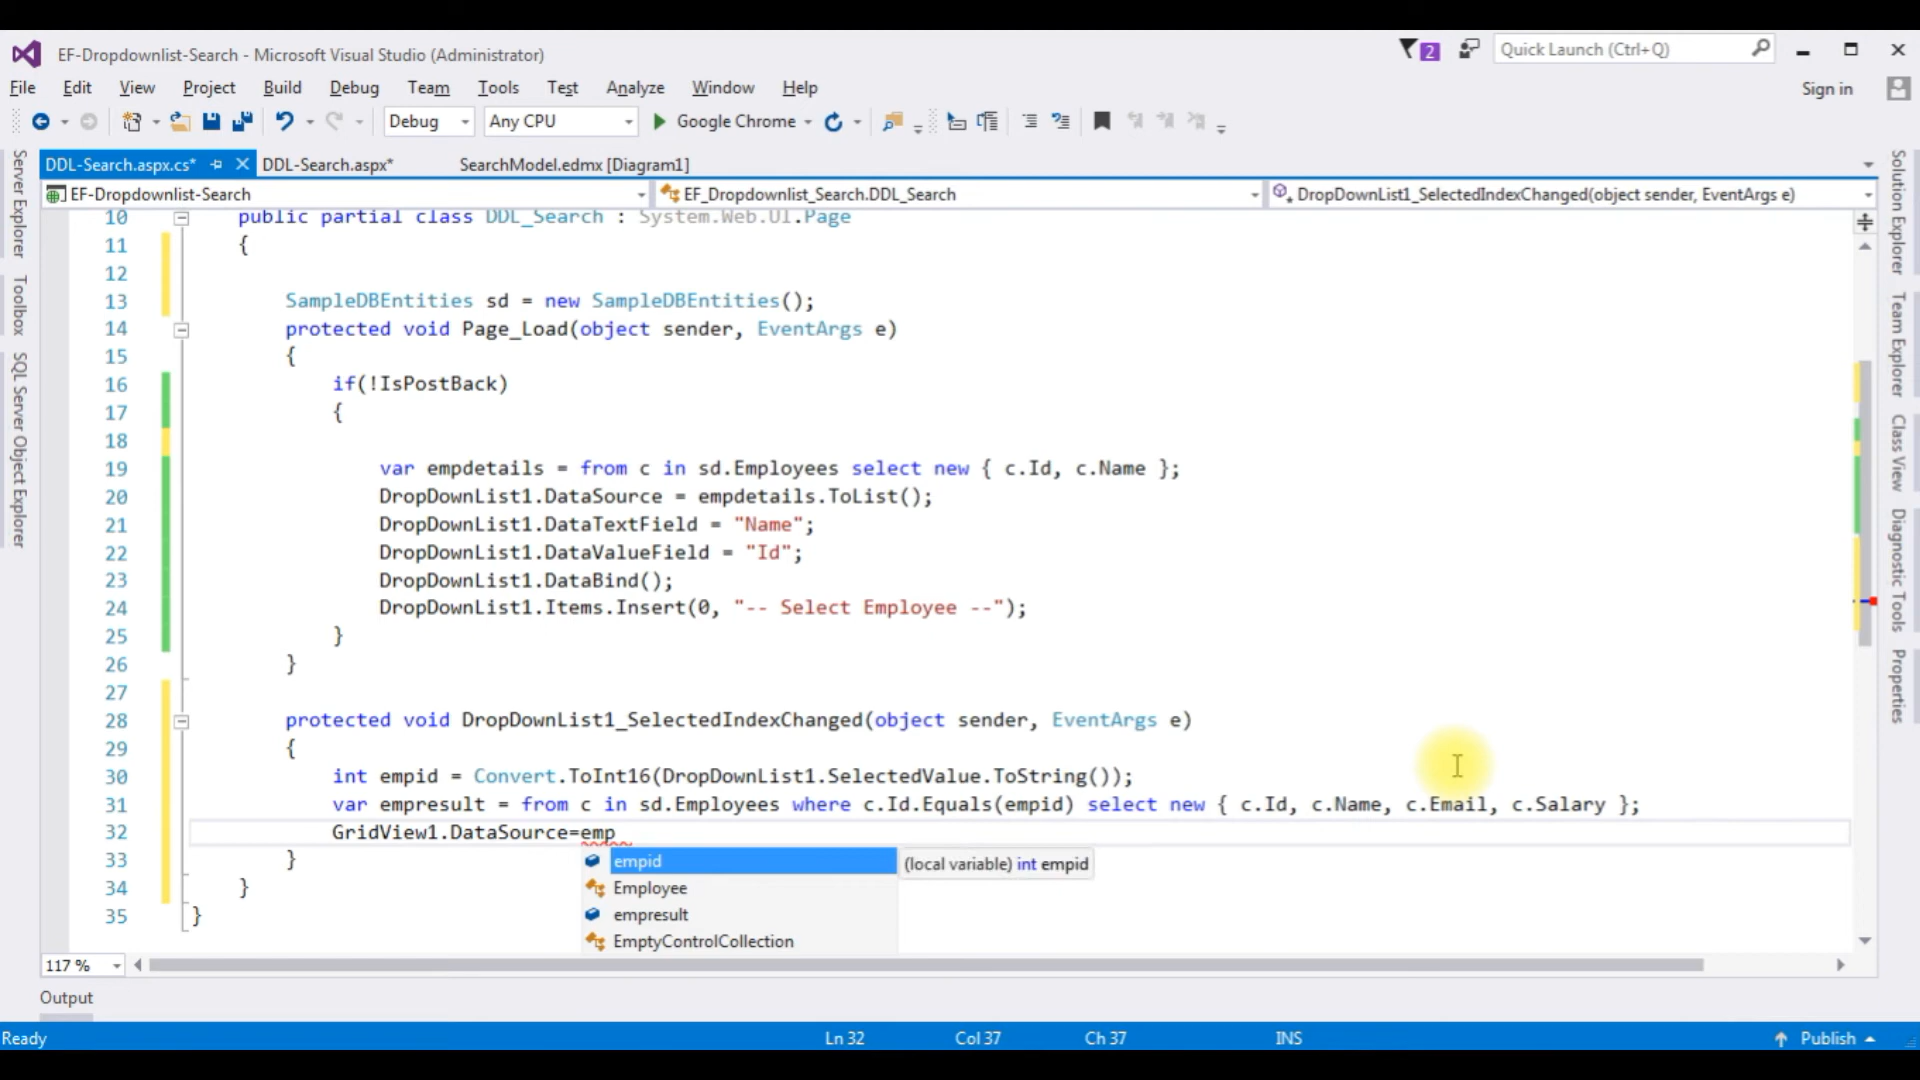 EF-Dropdownlist-Search - Microsoft Visual Studio (Administrator)
2
Quick Launch (Ctrl+Q)
File Edit View Project Build Debug Team Tools Test Analyze Window Help
Sign in
Debug Any CPU Google Chrome
DDL-Search.aspx.cs* DDL-Search.aspx* SearchModel.edmx [Diagram1]
EF-Dropdownlist-Search EF_Dropdownlist_Search.DDL_Search DropDownList1_SelectedIndexChanged(object sender, EventArgs e)
Server Explorer
Toolbox
SQL Server Object Explorer
10 public partial class DDL_Search : System.Web.UI.Page
11 {
12
13 SampleDBEntities sd = new SampleDBEntities();
14 protected void Page_Load(object sender, EventArgs e)
15 {
16 if(!IsPostBack)
17 {
18
19 var empdetails = from c in sd.Employees select new { c.Id, c.Name };
20 DropDownList1.DataSource = empdetails.ToList();
21 DropDownList1.DataTextField = "Name";
22 DropDownList1.DataValueField = "Id";
23 DropDownList1.DataBind();
24 DropDownList1.Items.Insert(0, "-- Select Employee --");
25 }
26 }
27
28 protected void DropDownList1_SelectedIndexChanged(object sender, EventArgs e)
29 {
30 int empid = Convert.ToInt16(DropDownList1.SelectedValue.ToString());
31 var empresult = from c in sd.Employees where c.Id.Equals(empid) select new { c.Id, c.Name, c.Email, c.Salary };
32 GridView1.DataSource=emp
33 }
34 }
35 }
empid
Employee
empresult
EmptyControlCollection
(local variable) int empid
Solution Explorer
Team Explorer
Class View
Diagnostic Tools
Properties
117 %
Output
Ready Ln 32 Col 37 Ch 37 INS Publish